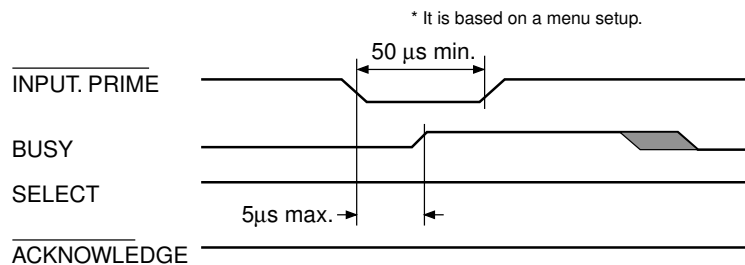 * It is based on a menu setup.
50 μs min.
INPUT. PRIME
BUSY
SELECT
5μs max.
ACKNOWLEDGE